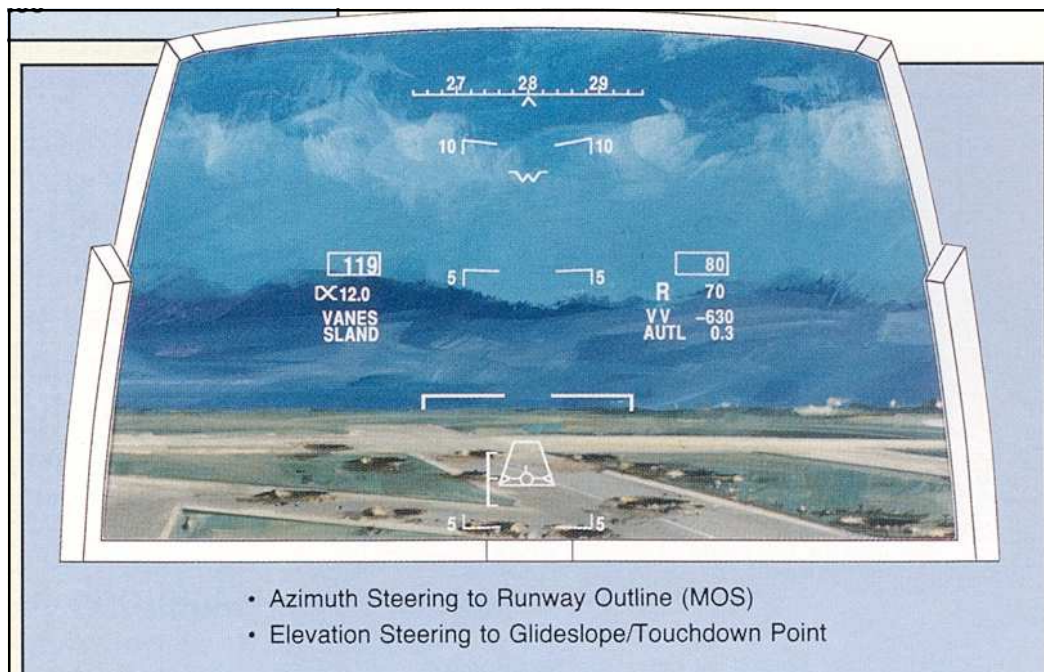 27 28 29
10 10
119 80
5 5
α 12.0 R 70
VANES VV -630
SLAND AUTL 0.3
5 5
• Azimuth Steering to Runway Outline (MOS)
• Elevation Steering to Glideslope/Touchdown Point